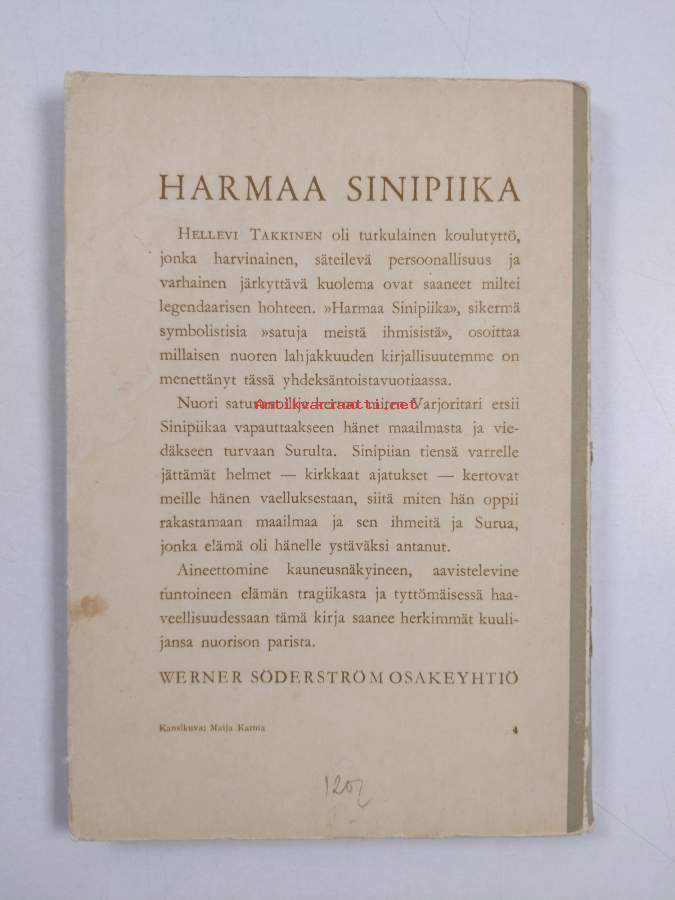 HARMAA SINIPIIKA
HELLEVI TAKKINEN oli turkulainen koulutyttö,
jonka harvinainen, säteilevä persoonallisuus ja
varhainen järkyttävä kuolema ovat saaneet miltei
legendaarisen hohteen. »Harmaa Sinipiika», sikermä
symbolistisia »satuja meistä ihmisistä», osoittaa
millaisen nuoren lahjakkuuden kirjallisuutemme on
menettänyt tässä yhdeksäntoistavuotiaassa.
Nuori saturunoilija kertoo miten Varjoritari etsii
Antikvariaatti.net
Sinipiikaa vapauttaakseen hänet maailmasta ja vie-
däkseen turvaan Surulta. Sinipiian tiensä varrelle
jättämät helmet — kirkkaat ajatukset — kertovat
meille hänen vaelluksestaan, siitä miten hän oppii
rakastamaan maailmaa ja sen ihmeitä ja Surua,
jonka elämä oli hänelle ystäväksi antanut.
Aineettomine kauneusnäkyineen, aavistelevine
tuntoineen elämän tragiikasta ja tyttömäisessä haa-
veellisuudessaan tämä kirja saanee herkimmät kuuli-
jansa nuorison parista.
WERNER SÖDERSTRÖM OSAKEYHTIÖ
Kansikuva: Maija Karma 4